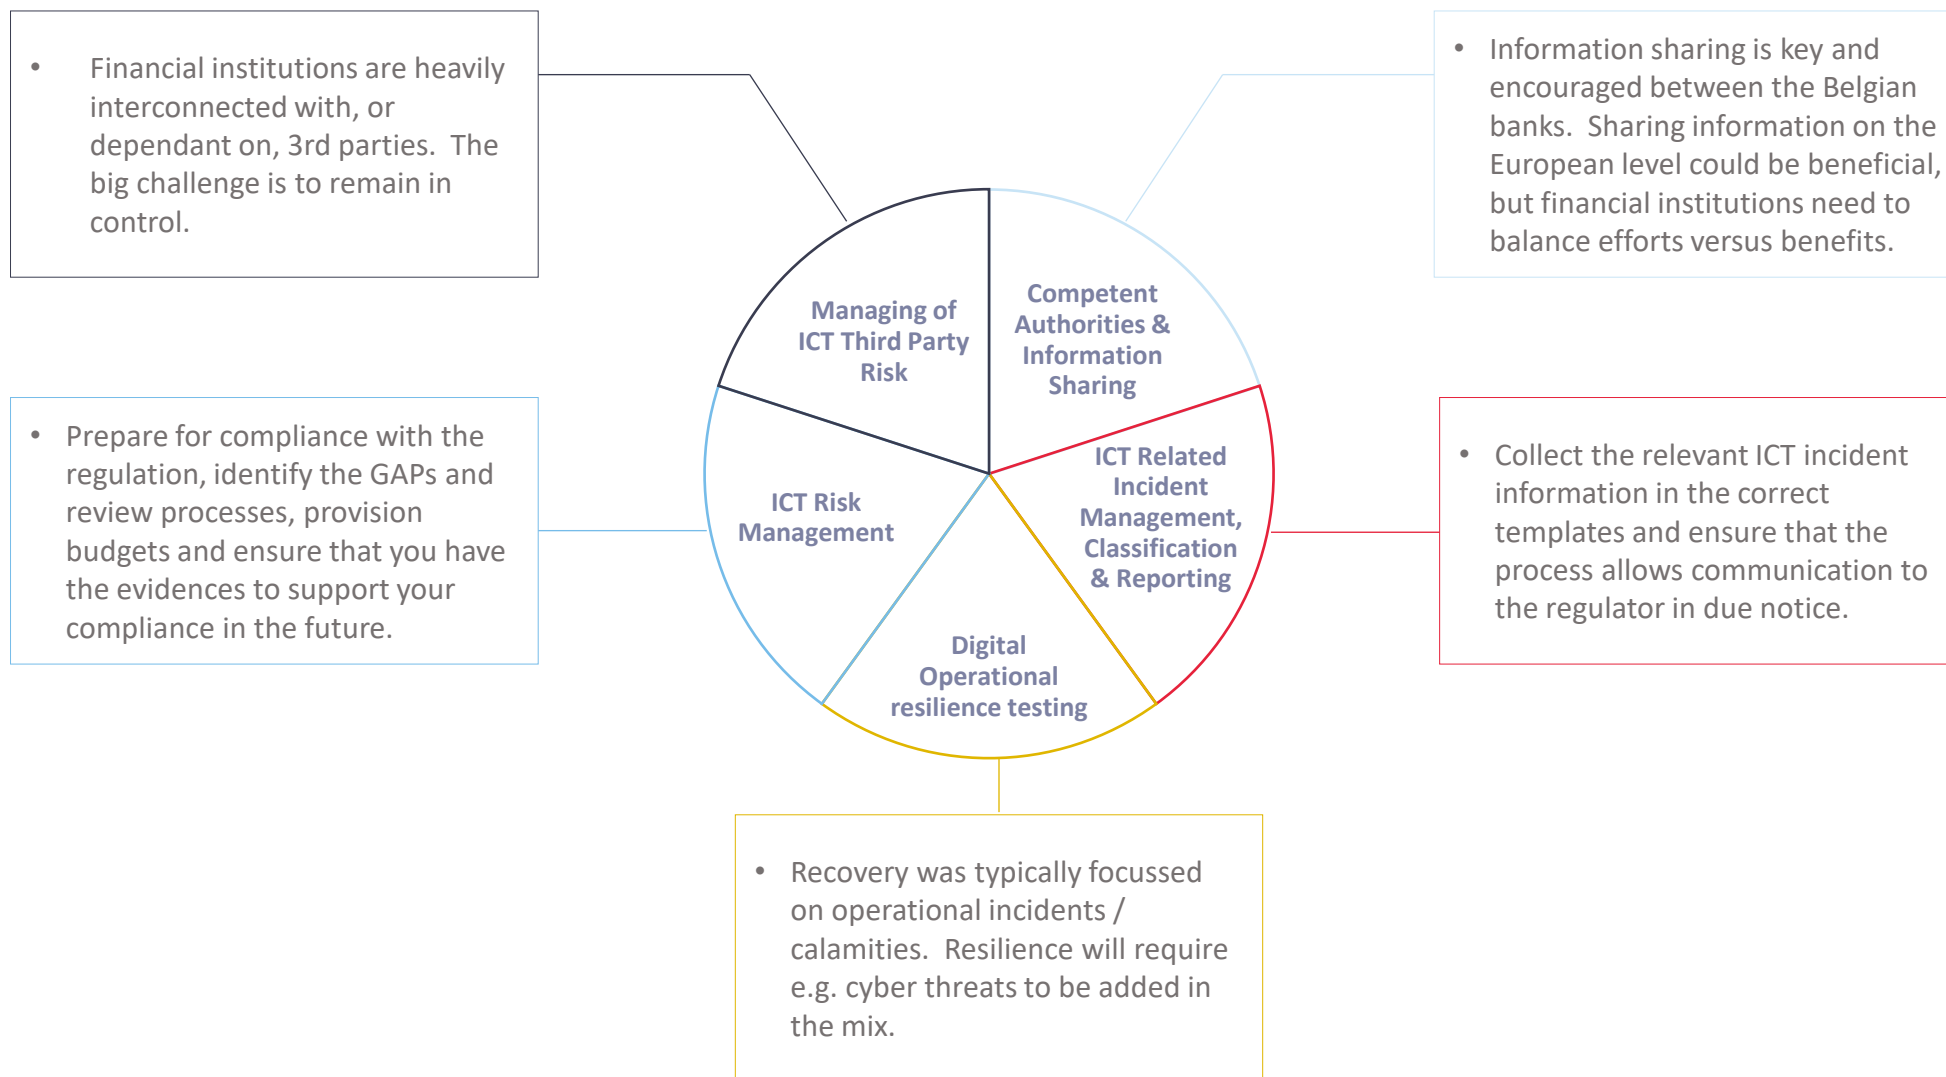 • Financial institutions are heavily
interconnected with, or
dependant on, 3rd parties.  The
big challenge is to remain in
control.
• Information sharing is key and
encouraged between the Belgian
banks.  Sharing information on the
European level could be beneficial,
but financial institutions need to
balance efforts versus benefits.
Managing of
ICT Third Party
Risk
Competent
Authorities &
Information
Sharing
• Prepare for compliance with the
regulation, identify the GAPs and
review processes, provision
budgets and ensure that you have
the evidences to support your
compliance in the future.
ICT Risk
Management
ICT Related
Incident
Management,
Classification
& Reporting
• Collect the relevant ICT incident
information in the correct
templates and ensure that the
process allows communication to
the regulator in due notice.
Digital
Operational
resilience testing
• Recovery was typically focussed
on operational incidents /
calamities.  Resilience will require
e.g. cyber threats to be added in
the mix.